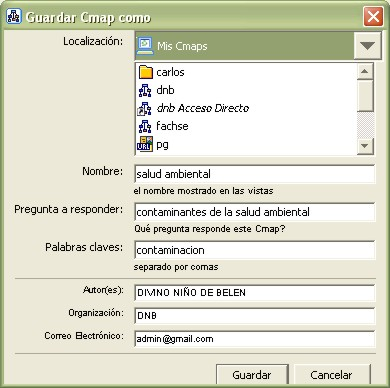 Guardar Cmap como
Localización: Mis Cmaps
carlos
dnb
dnb Acceso Directo
fachse
URL pg
Nombre: salud ambiental
el nombre mostrado en las vistas
Pregunta a responder: contaminantes de la salud ambiental
Qué pregunta responde este Cmap?
Palabras claves: contaminacion
separado por comas
Autor(es): DIVINO NIÑO DE BELEN
Organización: DNB
Correo Electrónico: admin@gmail.com
Guardar Cancelar